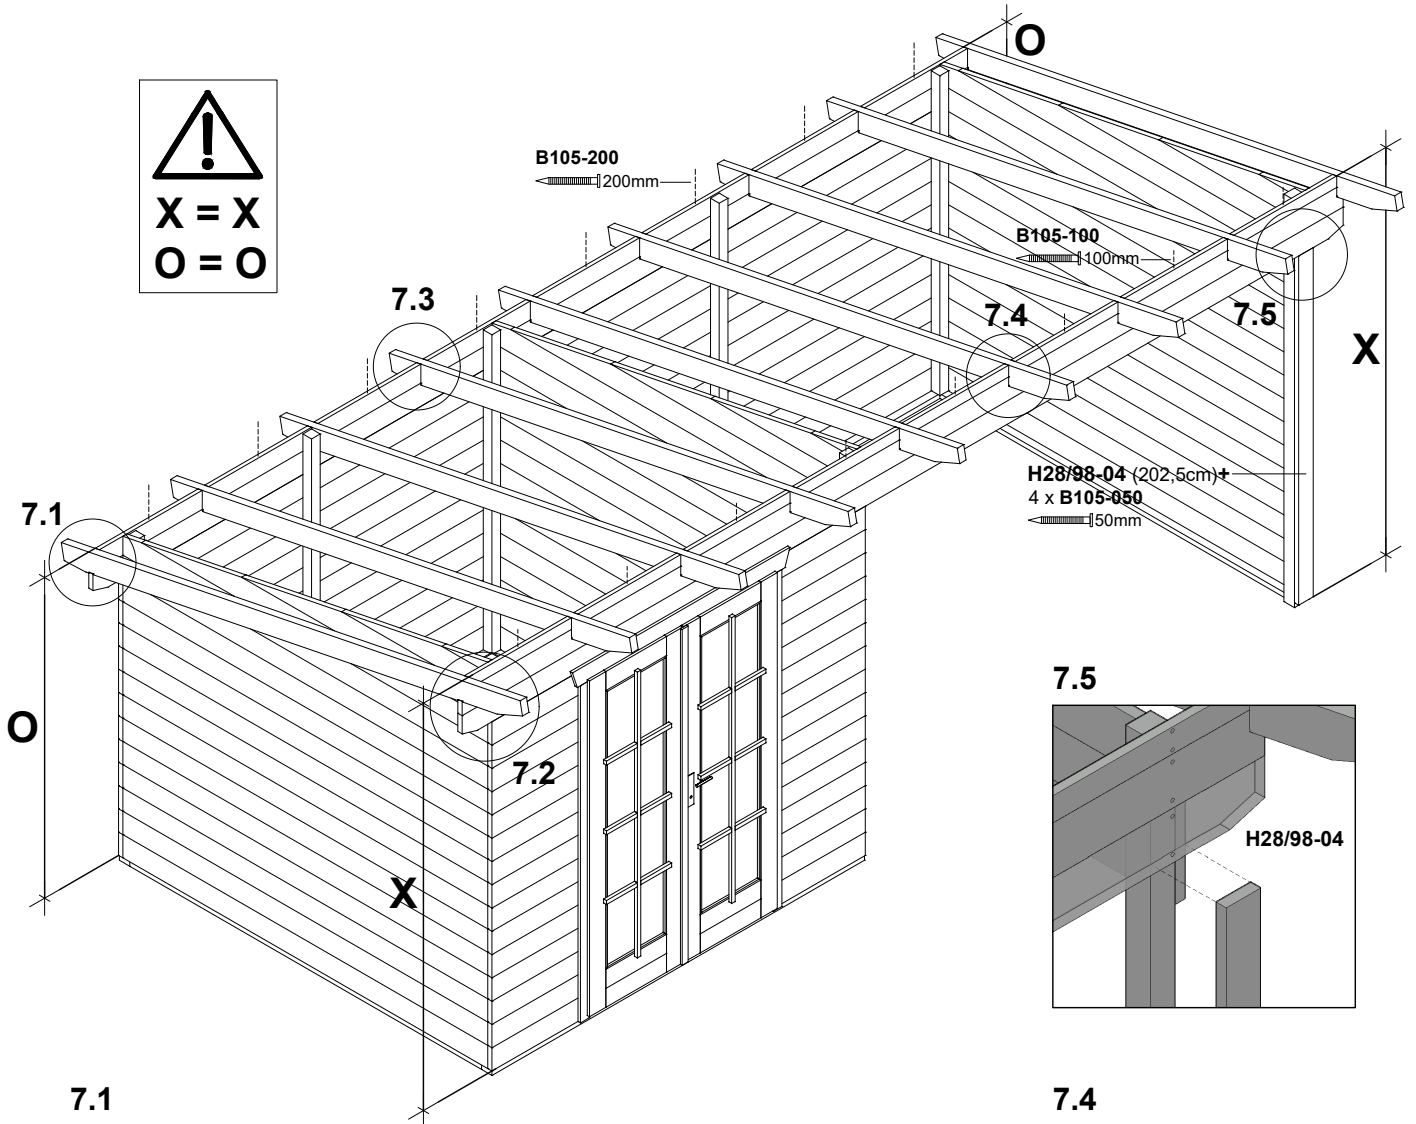 O
X = X
O = O
B105-200
200mm
B105-100
100mm
7.3
7.4
7.5
X
H28/98-04 (202,5cm)+
4 x B105-050
50mm
7.1
O
7.2
X
7.5
H28/98-04
7.1
7.4